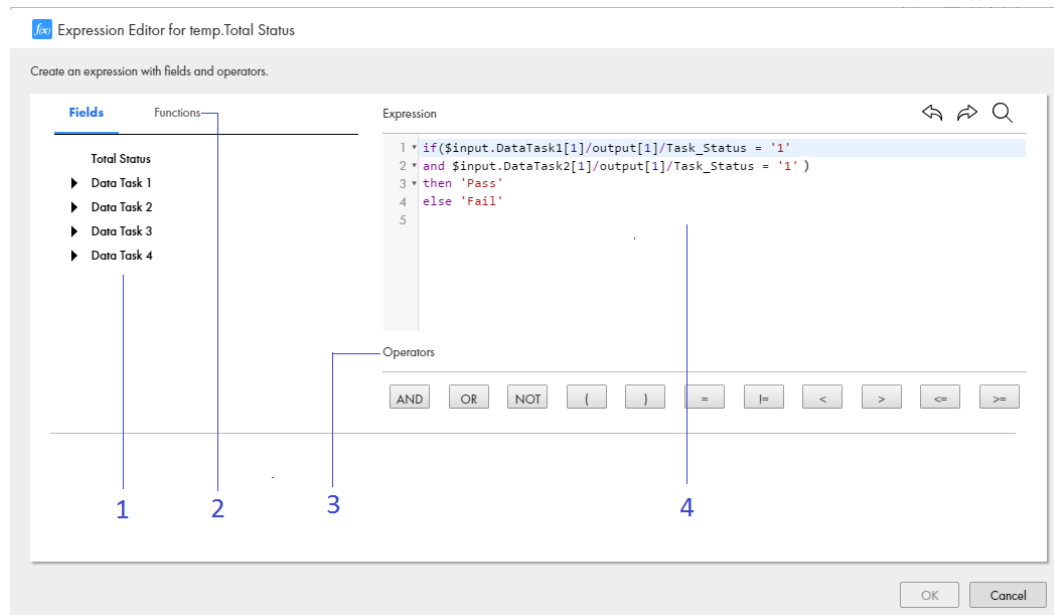 f(x) Expression Editor for temp.Total Status
Create an expression with fields and operators.
Fields Functions
Total Status
Data Task 1
Data Task 2
Data Task 3
Data Task 4
Expression
1 if($input.DataTask1[1]/output[1]/Task_Status = '1'
2 and $input.DataTask2[1]/output[1]/Task_Status = '1' )
3 then 'Pass'
4 else 'Fail'
5
Operators
AND OR NOT ( ) = != < > <= >=
1 2 3 4
OK Cancel